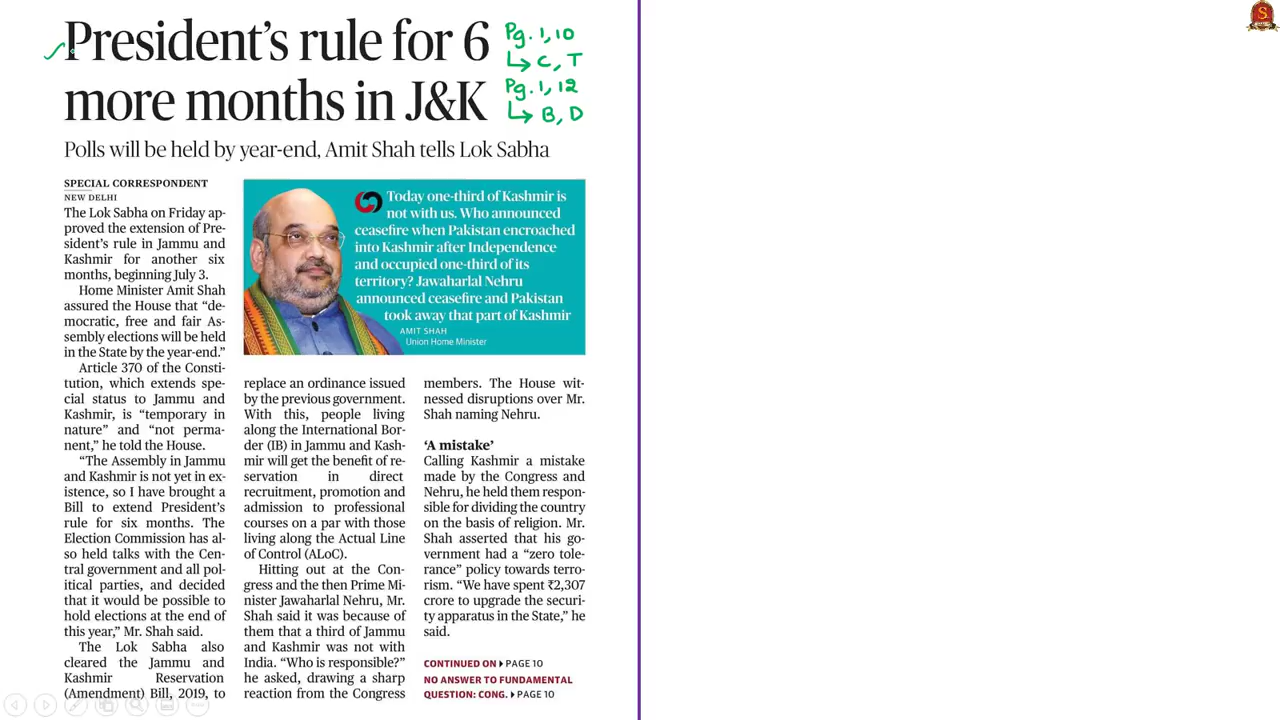 President’s rule for 6
more months in J&K
Pg. 1, 10
↳ C, T
Pg. 1, 12
↳ B, D
Polls will be held by year-end, Amit Shah tells Lok Sabha
SPECIAL CORRESPONDENT
NEW DELHI
The Lok Sabha on Friday ap-
proved the extension of Pre-
sident’s rule in Jammu and
Kashmir for another six
months, beginning July 3.
Home Minister Amit Shah
assured the House that “de-
mocratic, free and fair As-
sembly elections will be held
in the State by the year-end.”
Article 370 of the Consti-
tution, which extends spe-
cial status to Jammu and
Kashmir, is “temporary in
nature” and “not perma-
nent,” he told the House.
“The Assembly in Jammu
and Kashmir is not yet in ex-
istence, so I have brought a
Bill to extend President’s
rule for six months. The
Election Commission has al-
so held talks with the Cen-
tral government and all pol-
itical parties, and decided
that it would be possible to
hold elections at the end of
this year,” Mr. Shah said.
The Lok Sabha also
cleared the Jammu and
Kashmir Reservation
(Amendment) Bill, 2019, to
Today one-third of Kashmir is
not with us. Who announced
ceasefire when Pakistan encroached
into Kashmir after Independence
and occupied one-third of its
territory? Jawaharlal Nehru
announced ceasefire and Pakistan
took away that part of Kashmir
AMIT SHAH
Union Home Minister
replace an ordinance issued
by the previous government.
With this, people living
along the International Bor-
der (IB) in Jammu and Kash-
mir will get the benefit of re-
servation in direct
recruitment, promotion and
admission to professional
courses on a par with those
living along the Actual Line
of Control (ALoC).
Hitting out at the Con-
gress and the then Prime Mi-
nister Jawaharlal Nehru, Mr.
Shah said it was because of
them that a third of Jammu
and Kashmir was not with
India. “Who is responsible?”
he asked, drawing a sharp
reaction from the Congress
members. The House wit-
nessed disruptions over Mr.
Shah naming Nehru.
‘A mistake’
Calling Kashmir a mistake
made by the Congress and
Nehru, he held them respon-
sible for dividing the country
on the basis of religion. Mr.
Shah asserted that his go-
vernment had a “zero tole-
rance” policy towards terro-
rism. “We have spent ₹2,307
crore to upgrade the securi-
ty apparatus in the State,” he
said.
CONTINUED ON PAGE 10
NO ANSWER TO FUNDAMENTAL
QUESTION: CONG. PAGE 10